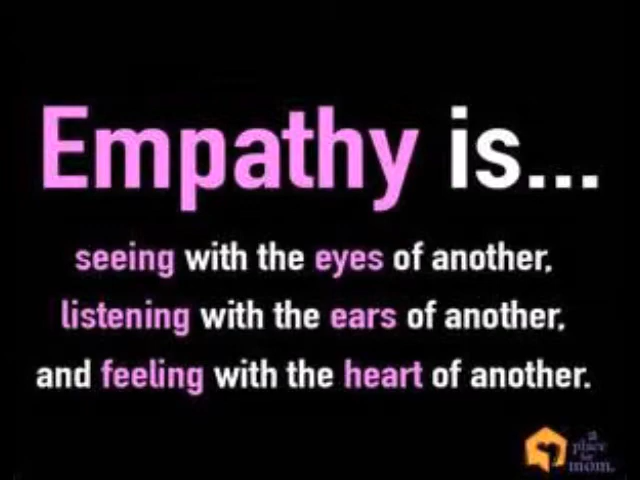 Empathy is...
seeing with the eyes of another,
listening with the ears of another,
and feeling with the heart of another.
a
place
for
mom.